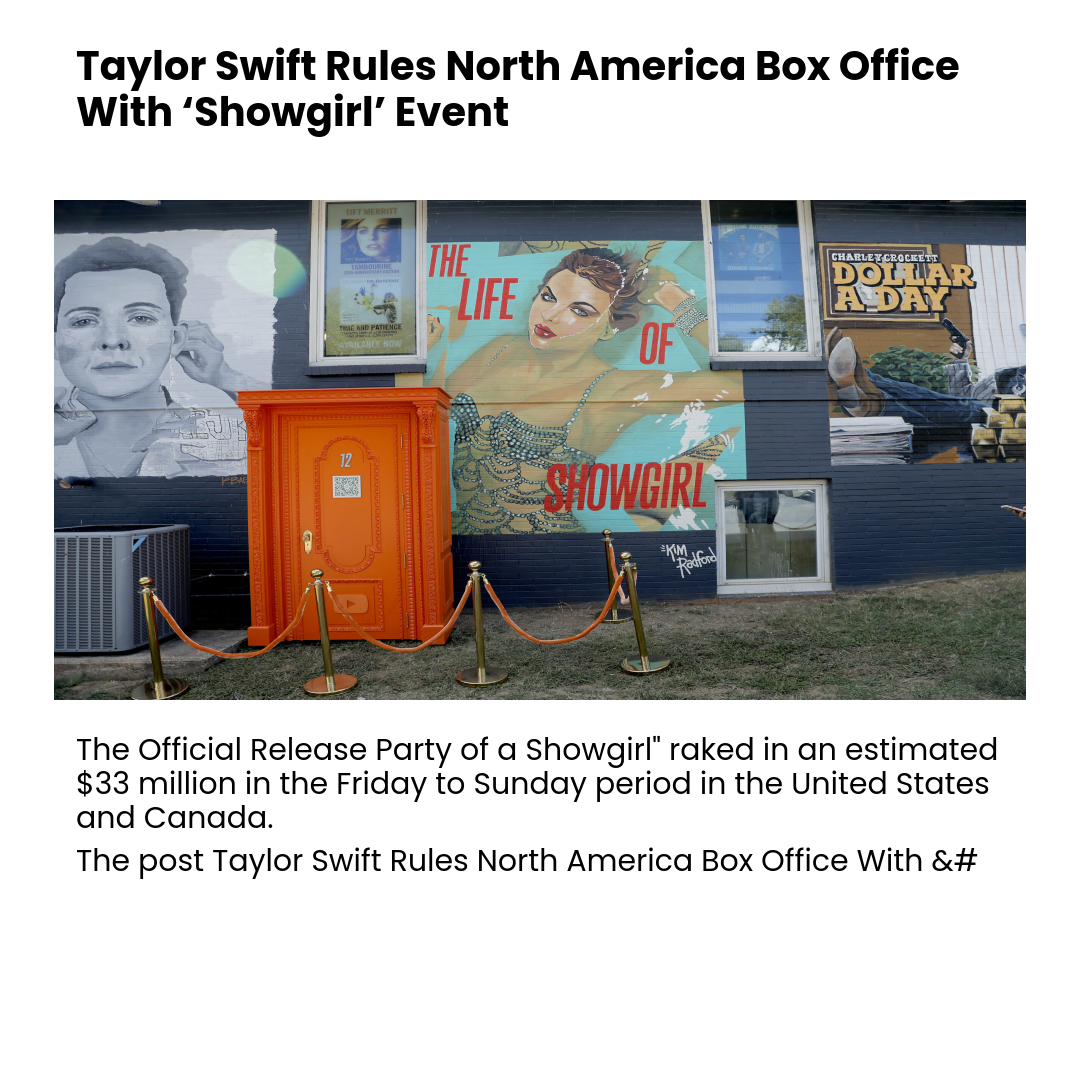 Taylor Swift Rules North America Box Office
With ‘Showgirl’ Event
TIFT MERRITT
TAMBOURINE
TIME AND PATIENCE
AVAILABLE NOW
THE
LIFE
OF
SHOWGIRL
CHARLEY CROCKETT
DOLLAR
A DAY
12
KIM
Radford
The Official Release Party of a Showgirl" raked in an estimated
$33 million in the Friday to Sunday period in the United States
and Canada.
The post Taylor Swift Rules North America Box Office With &#